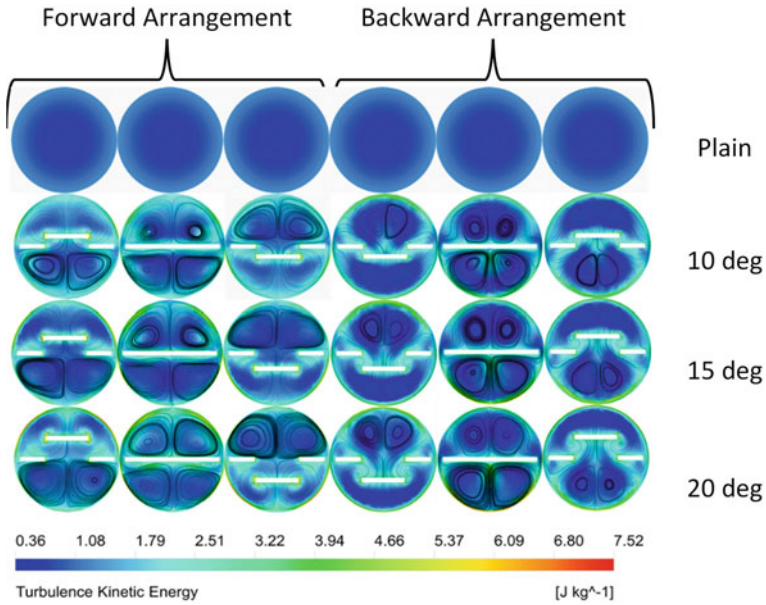 Forward Arrangement Backward Arrangement
Plain
10 deg
15 deg
20 deg
0.36 1.08 1.79 2.51 3.22 3.94 4.66 5.37 6.09 6.80 7.52
Turbulence Kinetic Energy [J kg^-1]